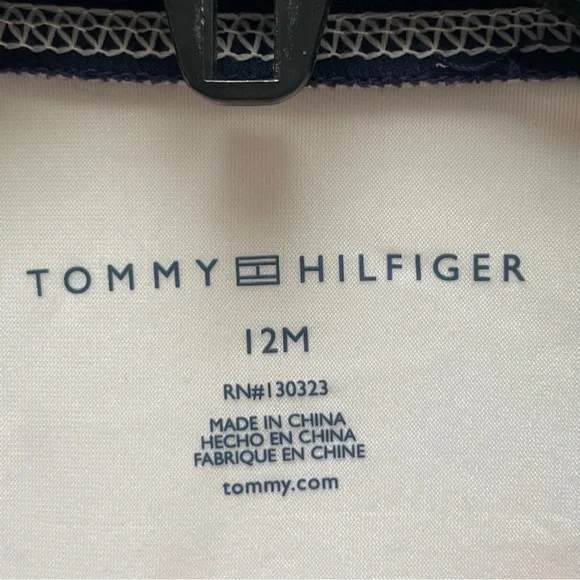 TOMMY HILFIGER
12M
RN#130323
MADE IN CHINA
HECHO EN CHINA
FABRIQUE EN CHINE
tommy.com